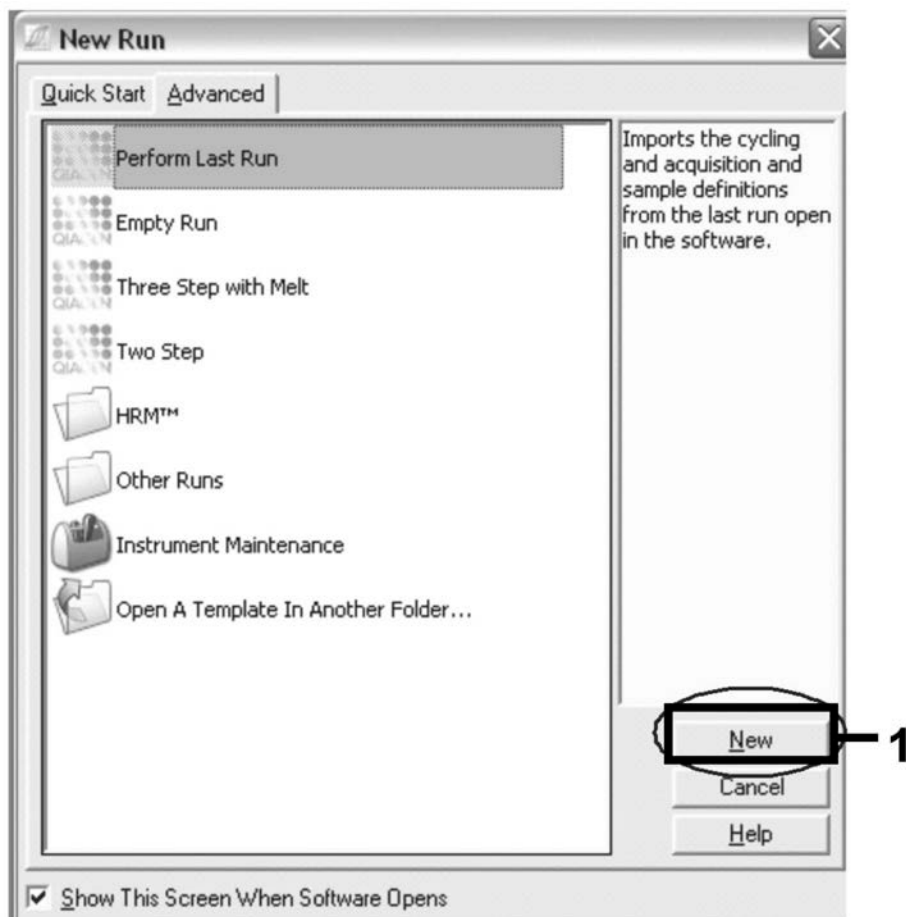 New Run
Quick Start Advanced
Perform Last Run
Empty Run
Three Step with Melt
Two Step
HRM™
Other Runs
Instrument Maintenance
Open A Template In Another Folder...
Imports the cycling
and acquisition and
sample definitions
from the last run open
in the software.
New
1
Cancel
Help
Show This Screen When Software Opens